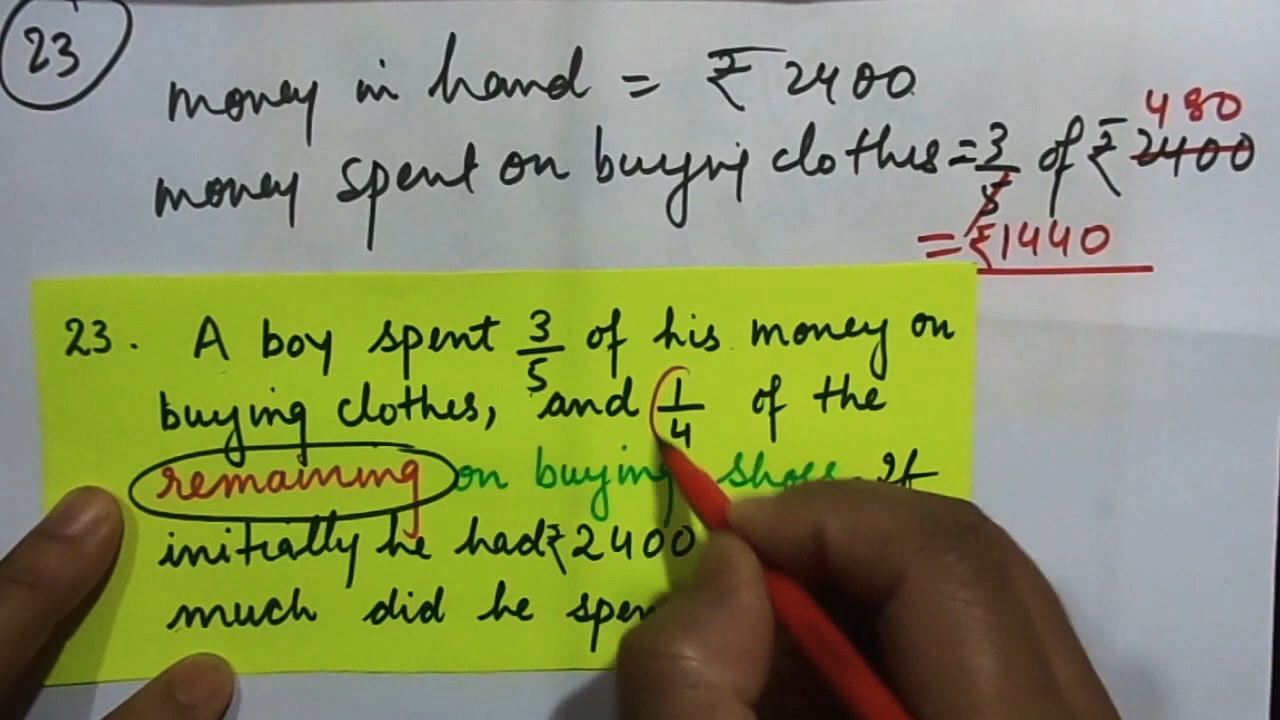 23
money in hand = ₹ 2400
480
money spent on buying clothes = 3/5 of ₹ 2400
= ₹1440
23. A boy spent 3/5 of his money on
buying clothes, and 1/4 of the
remaining on buying shoes. If
initially he had ₹2400
much did he